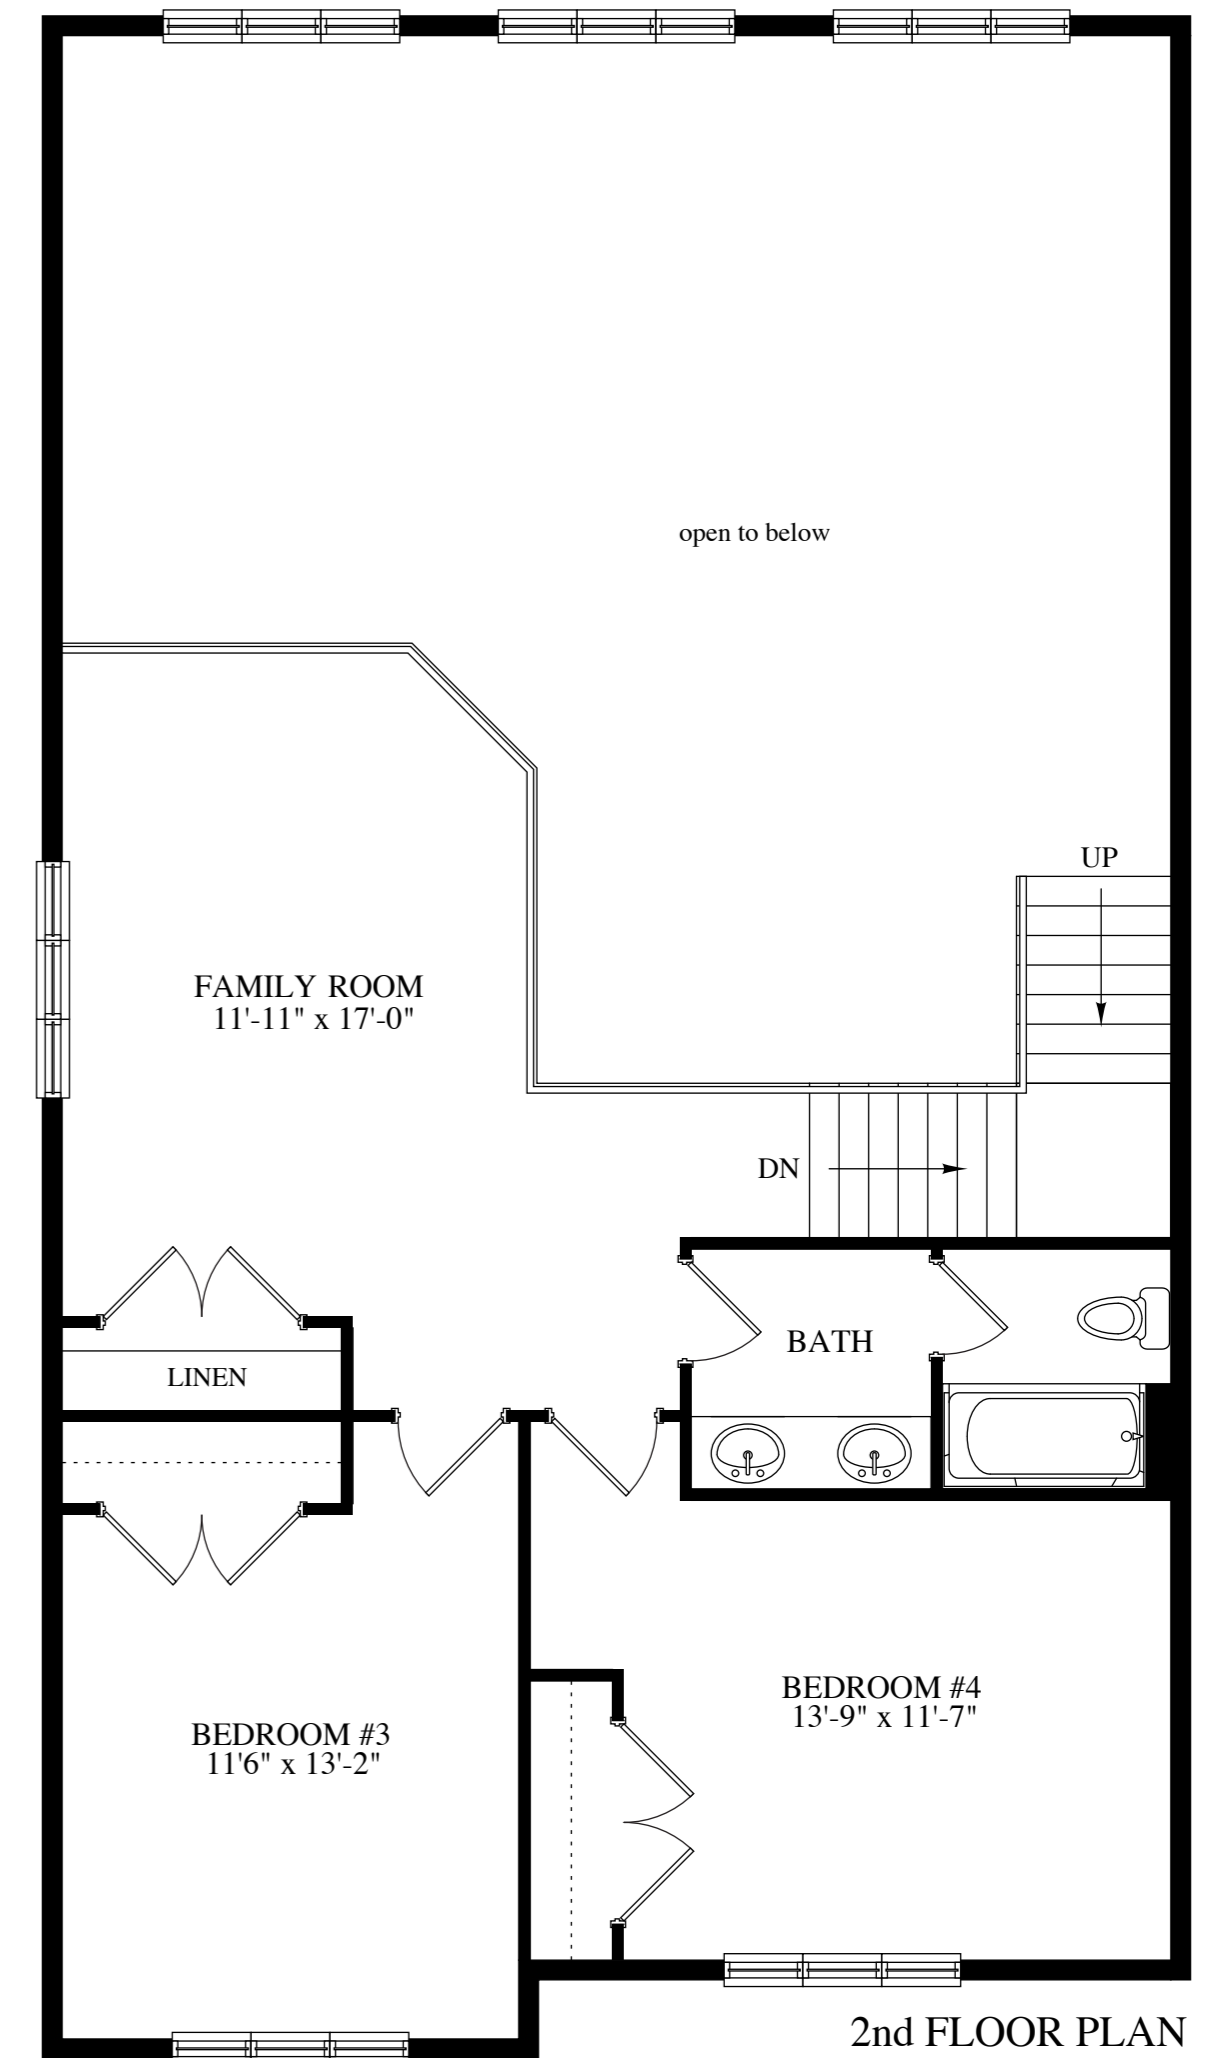 open to below
UP
FAMILY ROOM
11'-11" x 17'-0"
DN
BATH
LINEN
BEDROOM #4
13'-9" x 11'-7"
BEDROOM #3
11'6" x 13'-2"
2nd FLOOR PLAN